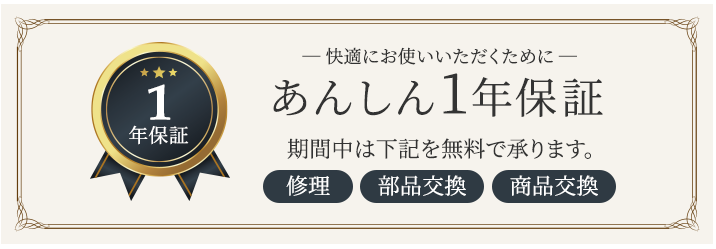 1
年保証
― 快適にお使いいただくために ―
あんしん1年保証
期間中は下記を無料で承ります。
修理 部品交換 商品交換